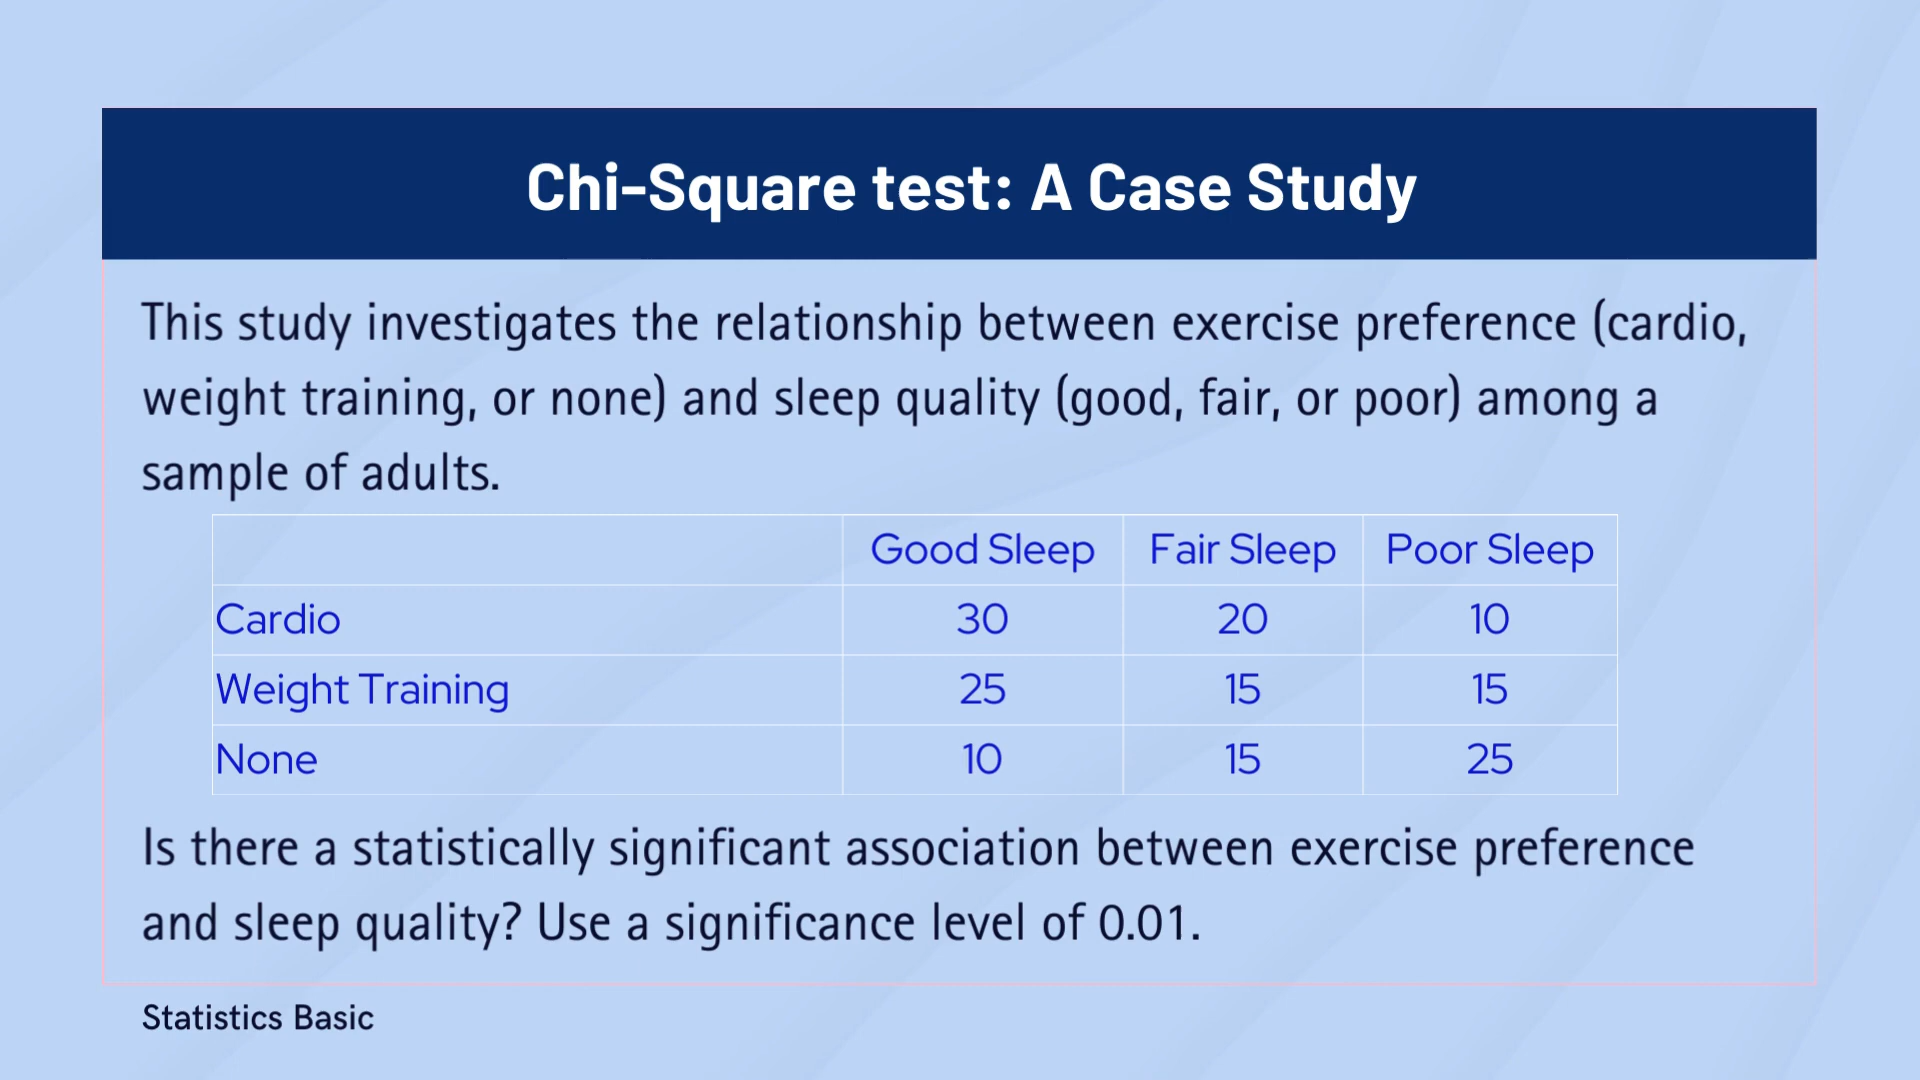 Chi-Square test: A Case Study
This study investigates the relationship between exercise preference (cardio,
weight training, or none) and sleep quality (good, fair, or poor) among a
sample of adults.
Good Sleep Fair Sleep Poor Sleep
Cardio 30 20 10
Weight Training 25 15 15
None 10 15 25
Is there a statistically significant association between exercise preference
and sleep quality? Use a significance level of 0.01.
Statistics Basic